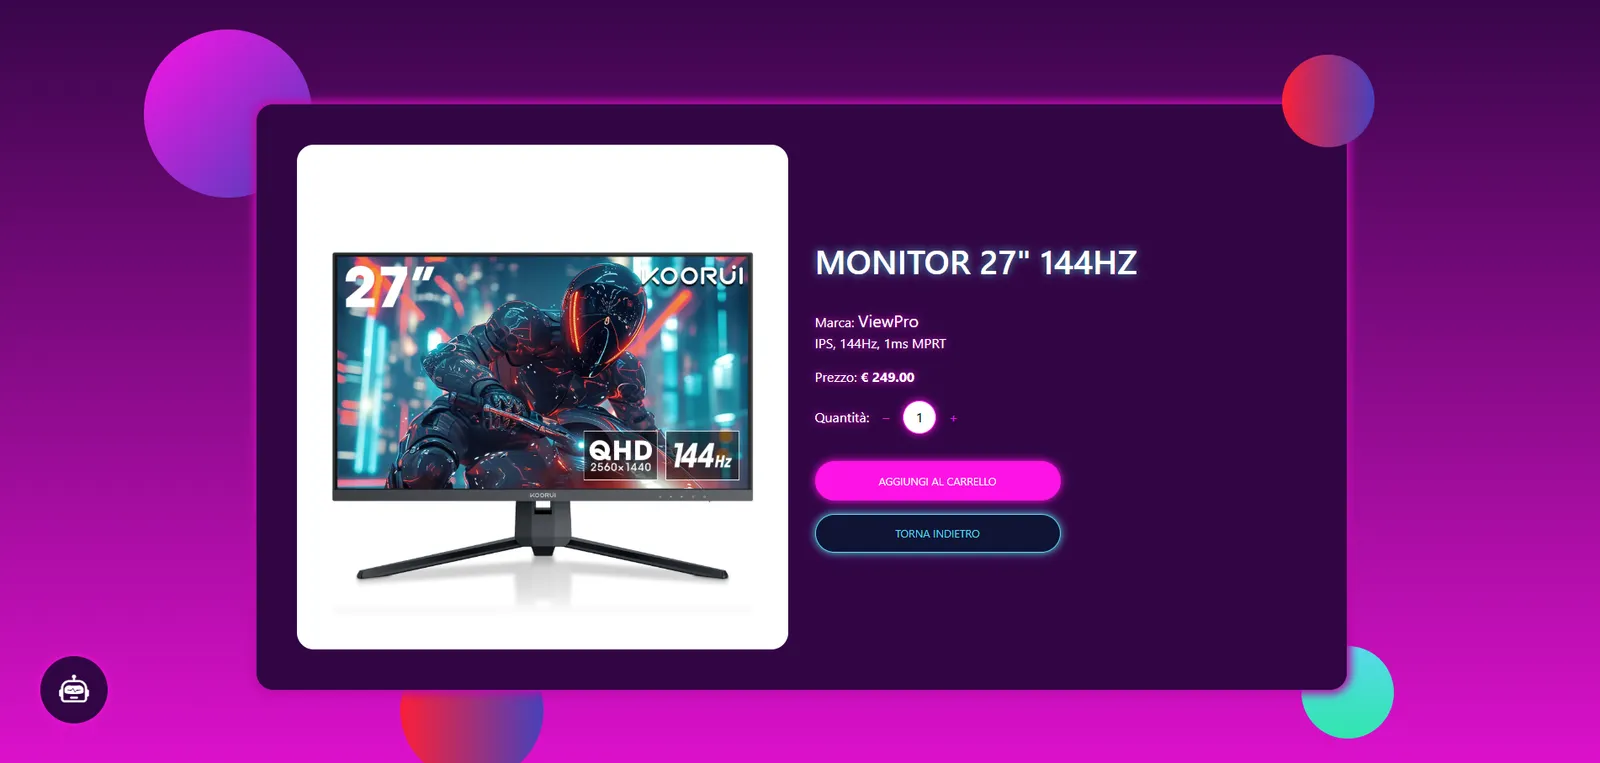 27″
KOORUI
QHD
2560×1440
144Hz
KOORUI
MONITOR 27" 144HZ
Marca: ViewPro
IPS, 144Hz, 1ms MPRT
Prezzo: € 249.00
Quantità: − 1 +
AGGIUNGI AL CARRELLO
TORNA INDIETRO